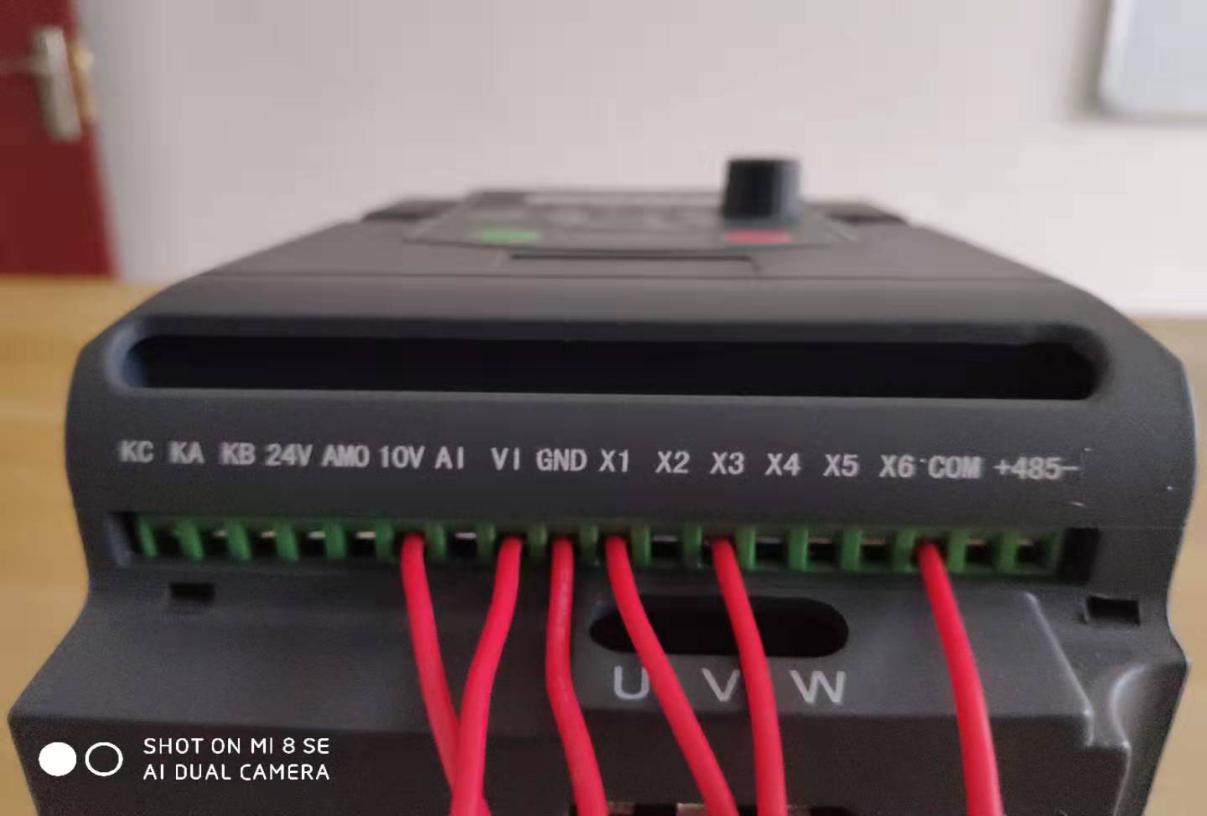 KC KA KB 24V AMO 10V AI VI GND X1 X2 X3 X4 X5 X6 COM +485-
U V W
SHOT ON MI 8 SE
AI DUAL CAMERA